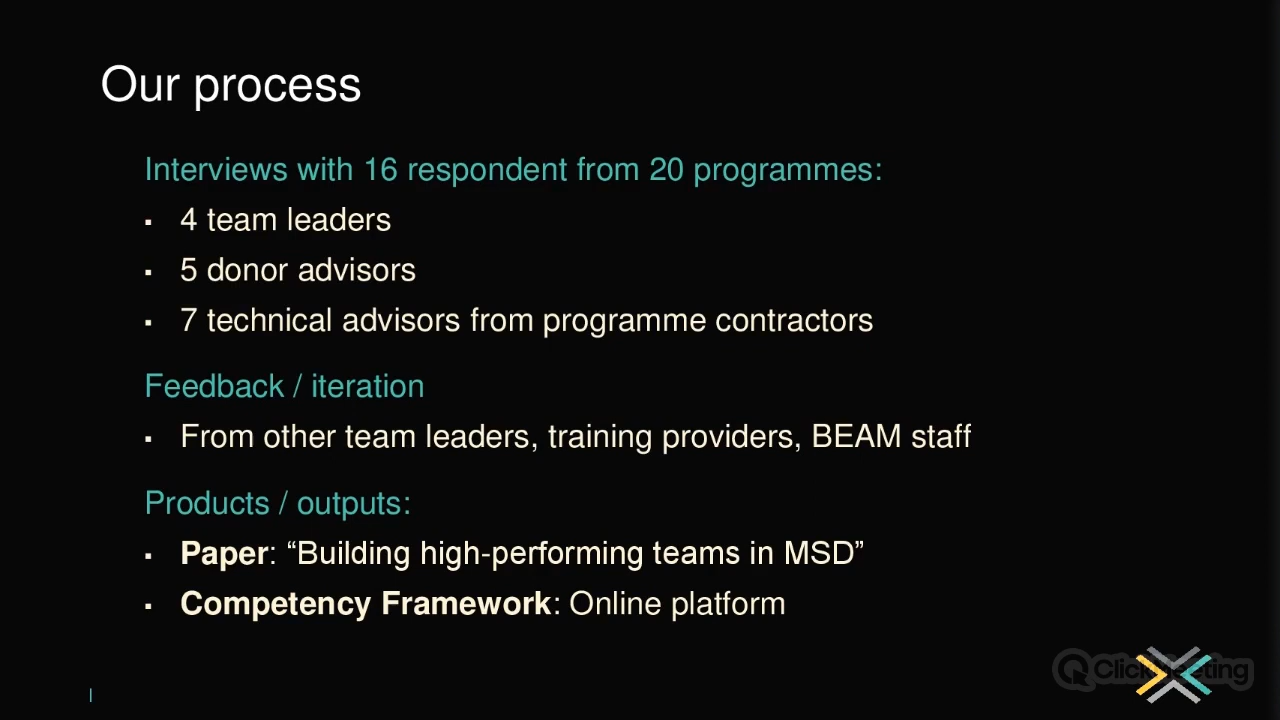 Our process
Interviews with 16 respondent from 20 programmes:
▪ 4 team leaders
▪ 5 donor advisors
▪ 7 technical advisors from programme contractors
Feedback / iteration
▪ From other team leaders, training providers, BEAM staff
Products / outputs:
▪ Paper: “Building high-performing teams in MSD”
▪ Competency Framework: Online platform
|
ClickMeeting